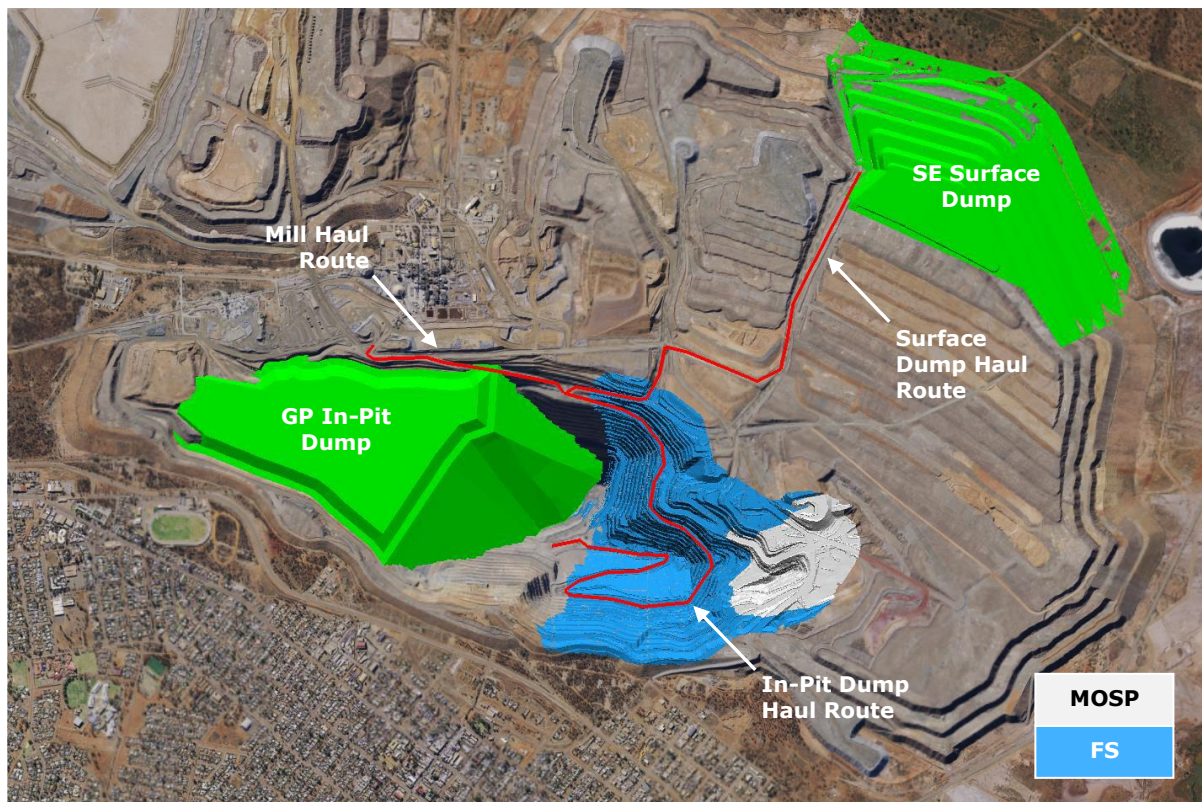 SE Surface
Dump
Mill Haul
Route
Surface
Dump Haul
Route
GP In-Pit
Dump
In-Pit Dump
Haul Route
MOSP
FS